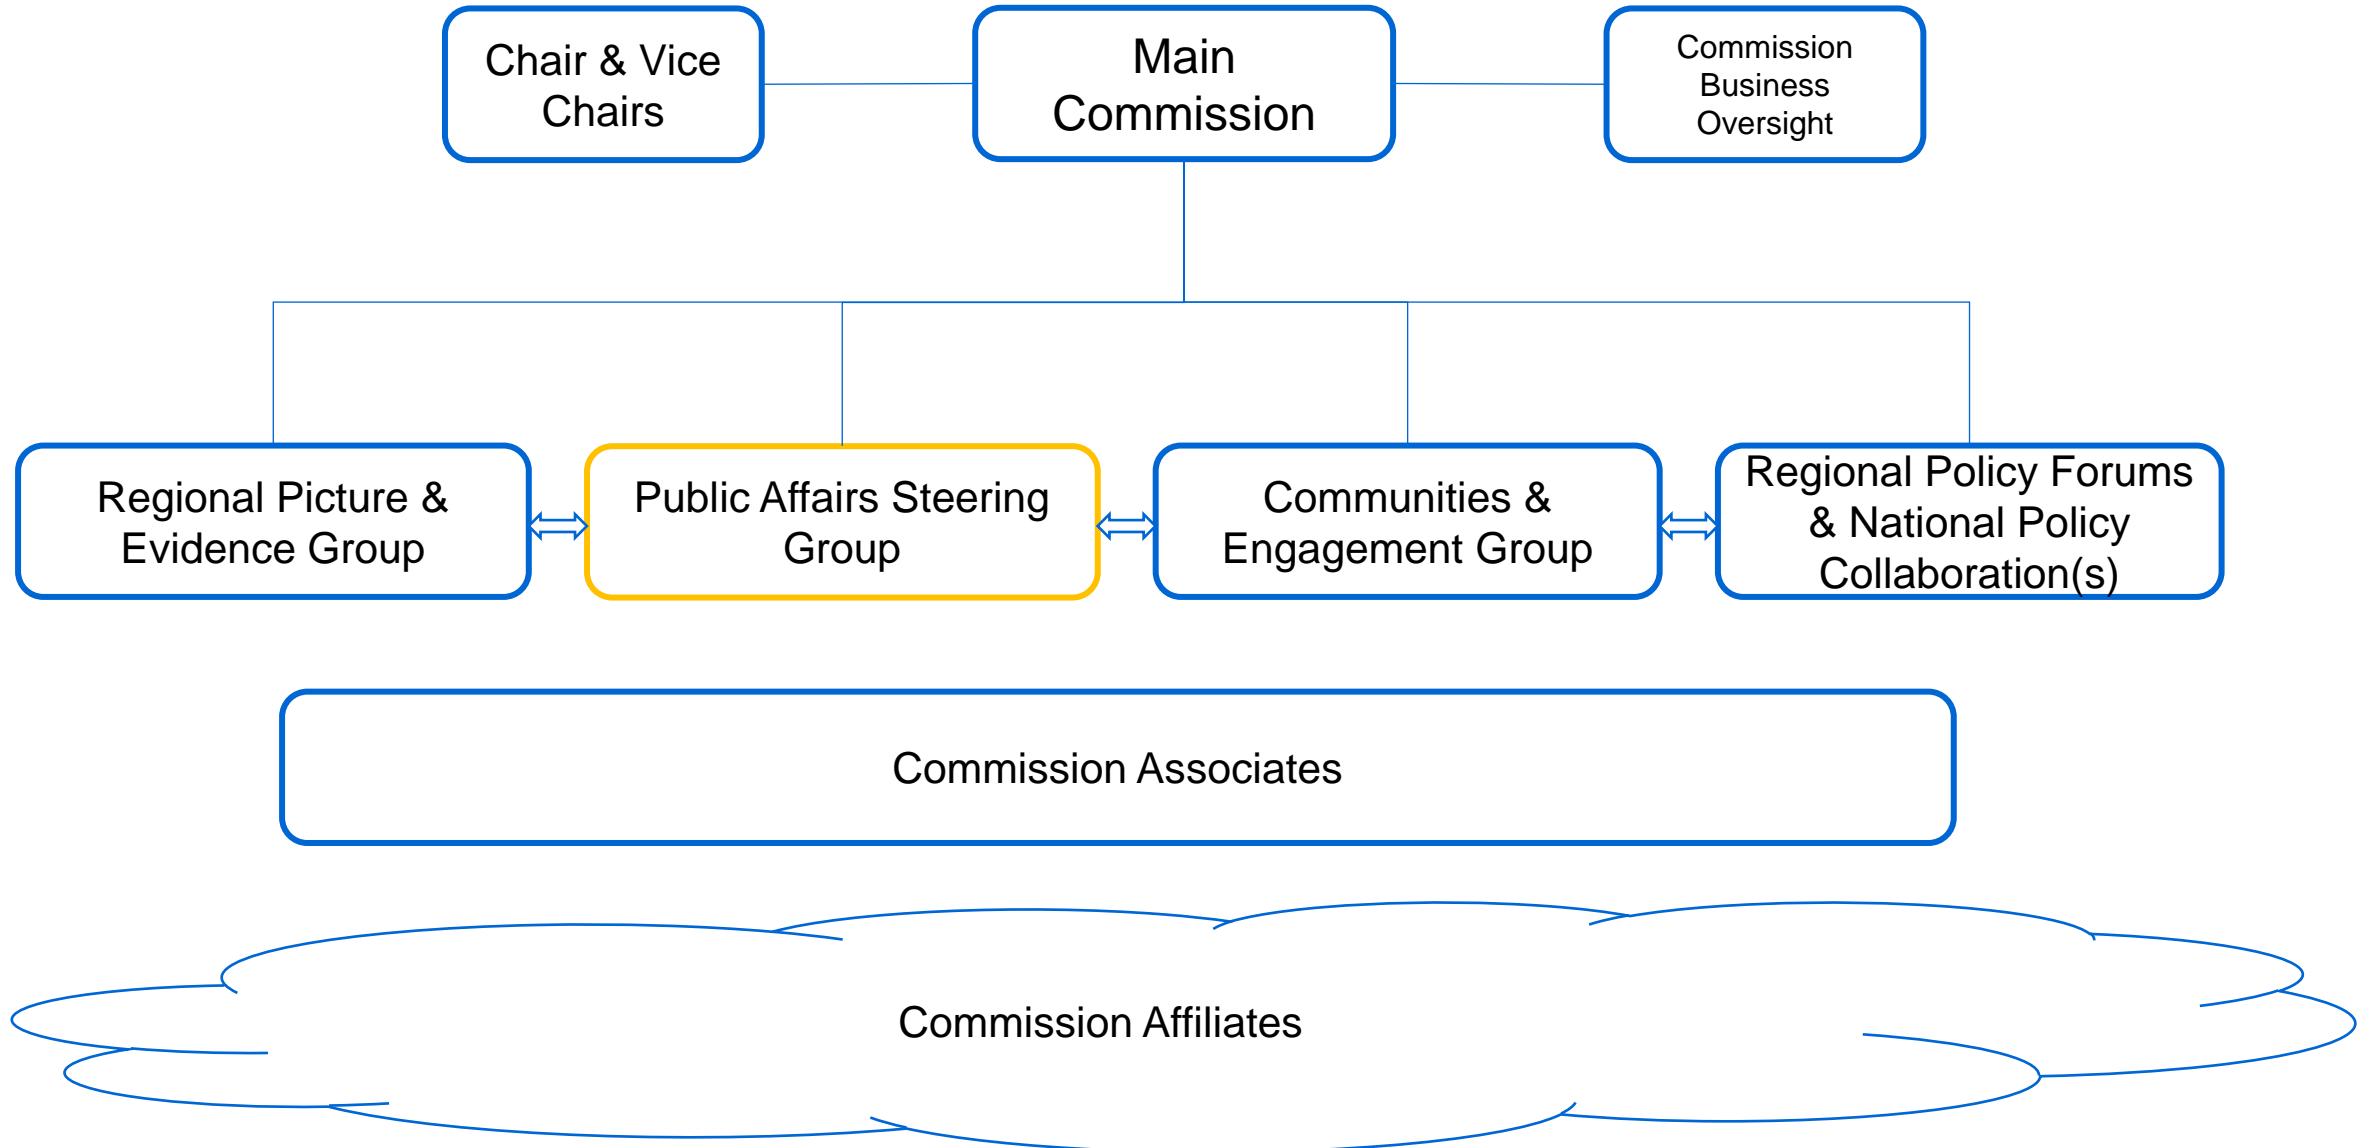 Chair & Vice
Chairs
Main
Commission
Commission
Business
Oversight
Regional Picture &
Evidence Group
Public Affairs Steering
Group
Communities &
Engagement Group
Regional Policy Forums
& National Policy
Collaboration(s)
Commission Associates
Commission Affiliates